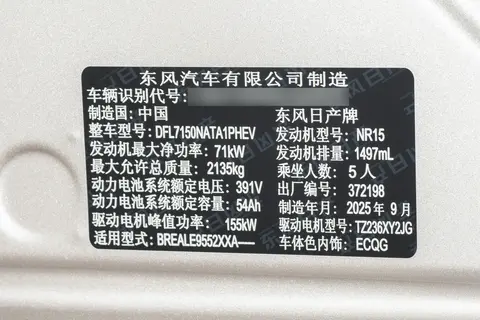 东风汽车有限公司制造
车辆识别代号:
制造国: 中国 东风日产牌
整车型号: DFL7150NATA1PHEV 发动机型号: NR15
发动机最大净功率: 71kW 发动机排量: 1497mL
最大允许总质量: 2135kg 乘坐人数: 5人
动力电池系统额定电压: 391V 出厂编号: 372198
动力电池系统额定容量: 54Ah 制造年月: 2025年9月
驱动电机峰值功率: 155kW 驱动电机型号: TZ236XY2JG
适用型号: BREALE9552XXA— 车体色内饰: ECQG